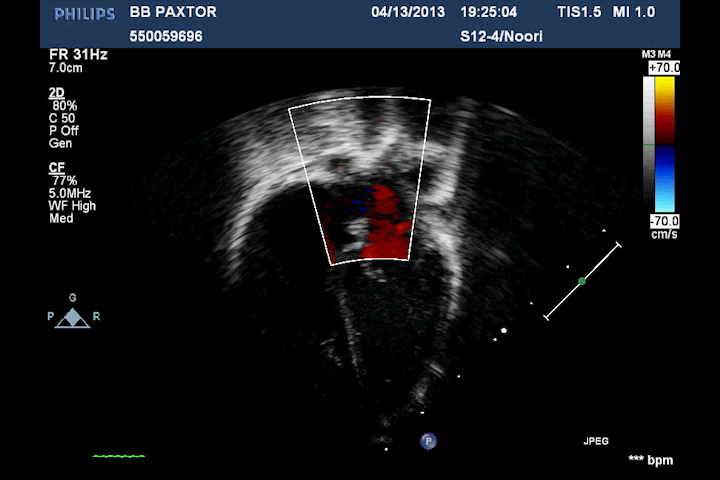 PHILIPS BB PAXTOR 04/13/2013 19:25:04 TIS1.5 MI 1.0
550059696 S12-4/Noori
FR 31Hz
7.0cm
M3 M4
+70.0
2D
80%
C 50
P Off
Gen
CF
77%
5.0MHz
WF High
Med
-70.0
cm/s
G
P R
P
JPEG
*** bpm